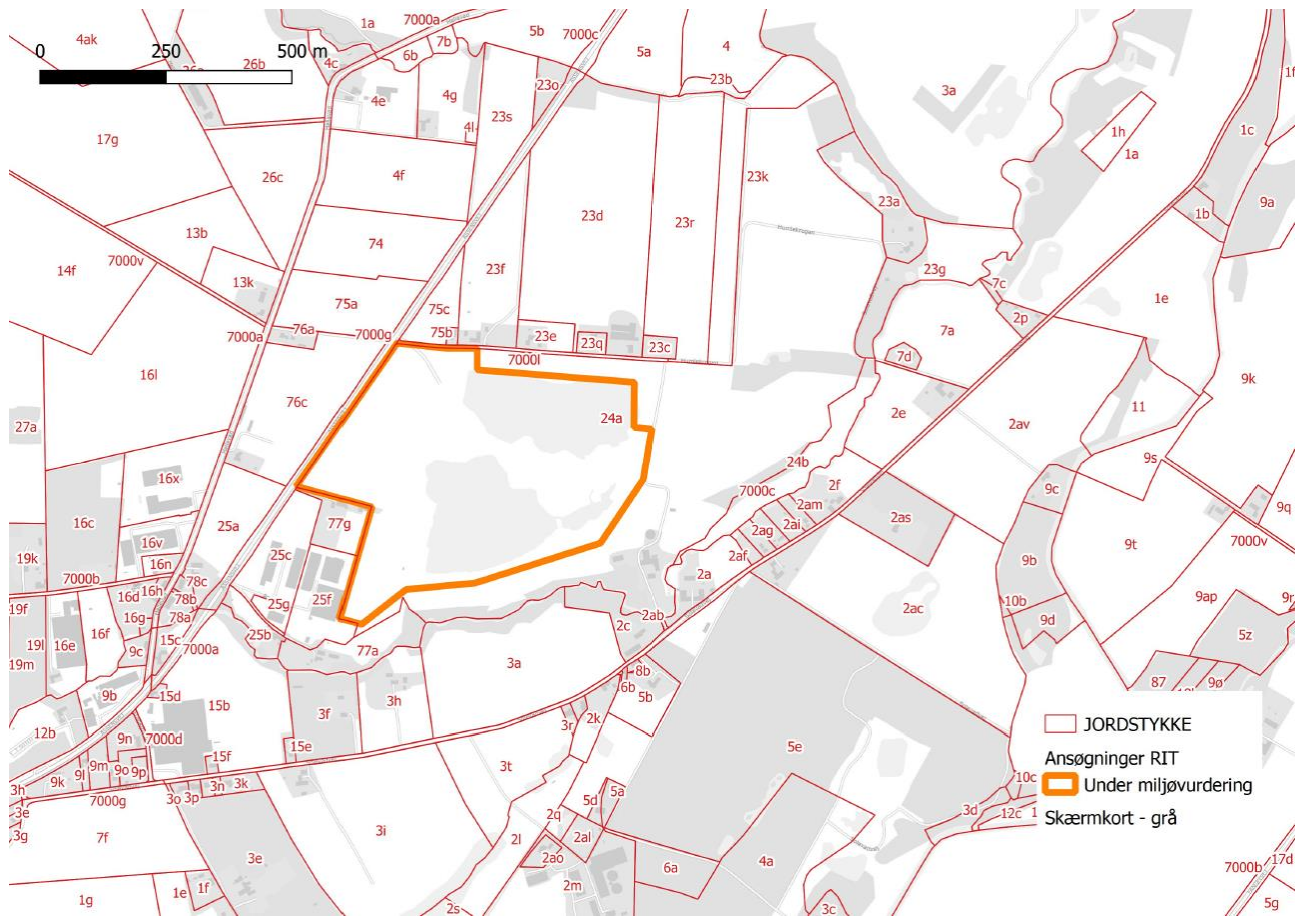 1a
7000a
5b
7000c
5a
4
4ak
26b
0
250
500 m
4c
6b
7b
23b
3a
1f
4e
4g
23o
4l
23s
1h
1a
1c
17g
26c
4f
23k
23d
23r
23a
9a
1b
13b
74
Huntekrogen
7000v
14f
13k
23f
23g
7c
1e
75a
75c
2p
7000a
76a
7000g
75b
23e
23q
23c
7a
7000l
Huntekrogen
7d
16l
9k
76c
24a
2e
2av
11
27a
24b
9s
16x
7000c
2f
9c
9q
16c
25a
77g
2am
2ai
2ag
2as
7000v
16v
25c
2af
9t
19k
16n
9b
7000b
78c
16h
2a
25g
25f
16d
78b
10b
9ap
9r
19f
16g
78a
2ac
2ab
9d
2c
5z
19l
16e
16f
15c
25b
77a
9c
7000a
3a
19m
8b
87
9ø
9b
15d
6b
5b
3h
15b
3f
2k
3r
JORDSTYKKE
12b
9n
7000d
5e
15e
Ansøgninger RIT
9m
15f
3t
9k
9l
9o
9p
10c
Under miljøvurdering
3h
3n
3k
5d
5a
7000g
3o
3p
3d
12c
3e
2q
Skærmkort - grå
3g
7f
3i
2l
2al
3e
2ao
4a
6a
7000b
17d
1g
1e
1f
2m
2s
3c
5g